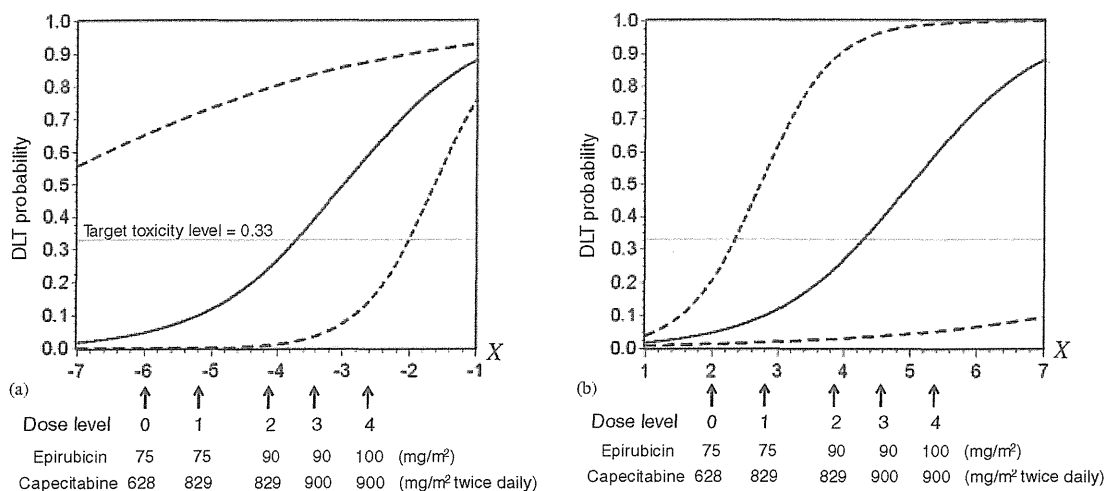 1.0
0.9
0.8
0.7
0.6
0.5
0.4
0.3
0.2
0.1
0.0
DLT probability
Target toxicity level = 0.33
-7 -6 -5 -4 -3 -2 -1 X
(a)
Dose level 0 1 2 3 4
Epirubicin 75 75 90 90 100 (mg/m²)
Capecitabine 628 829 829 900 900 (mg/m² twice daily)
1.0
0.9
0.8
0.7
0.6
0.5
0.4
0.3
0.2
0.1
0.0
DLT probability
1 2 3 4 5 6 7 X
(b)
Dose level 0 1 2 3 4
Epirubicin 75 75 90 90 100 (mg/m²)
Capecitabine 628 829 829 900 900 (mg/m² twice daily)